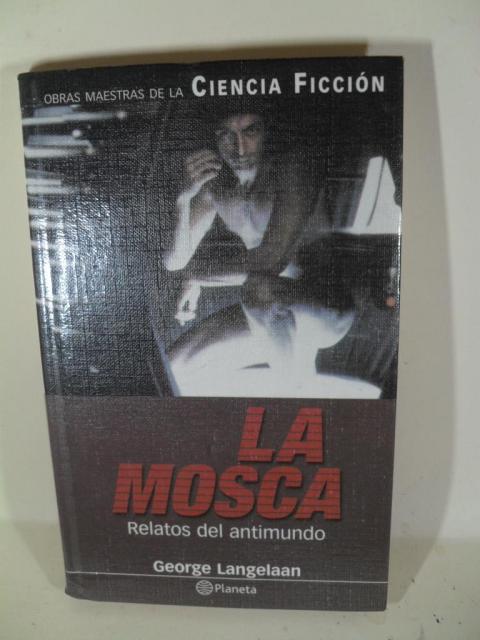 OBRAS MAESTRAS DE LA CIENCIA FICCIÓN
LA
MOSCA
Relatos del antimundo
George Langelaan
Planeta